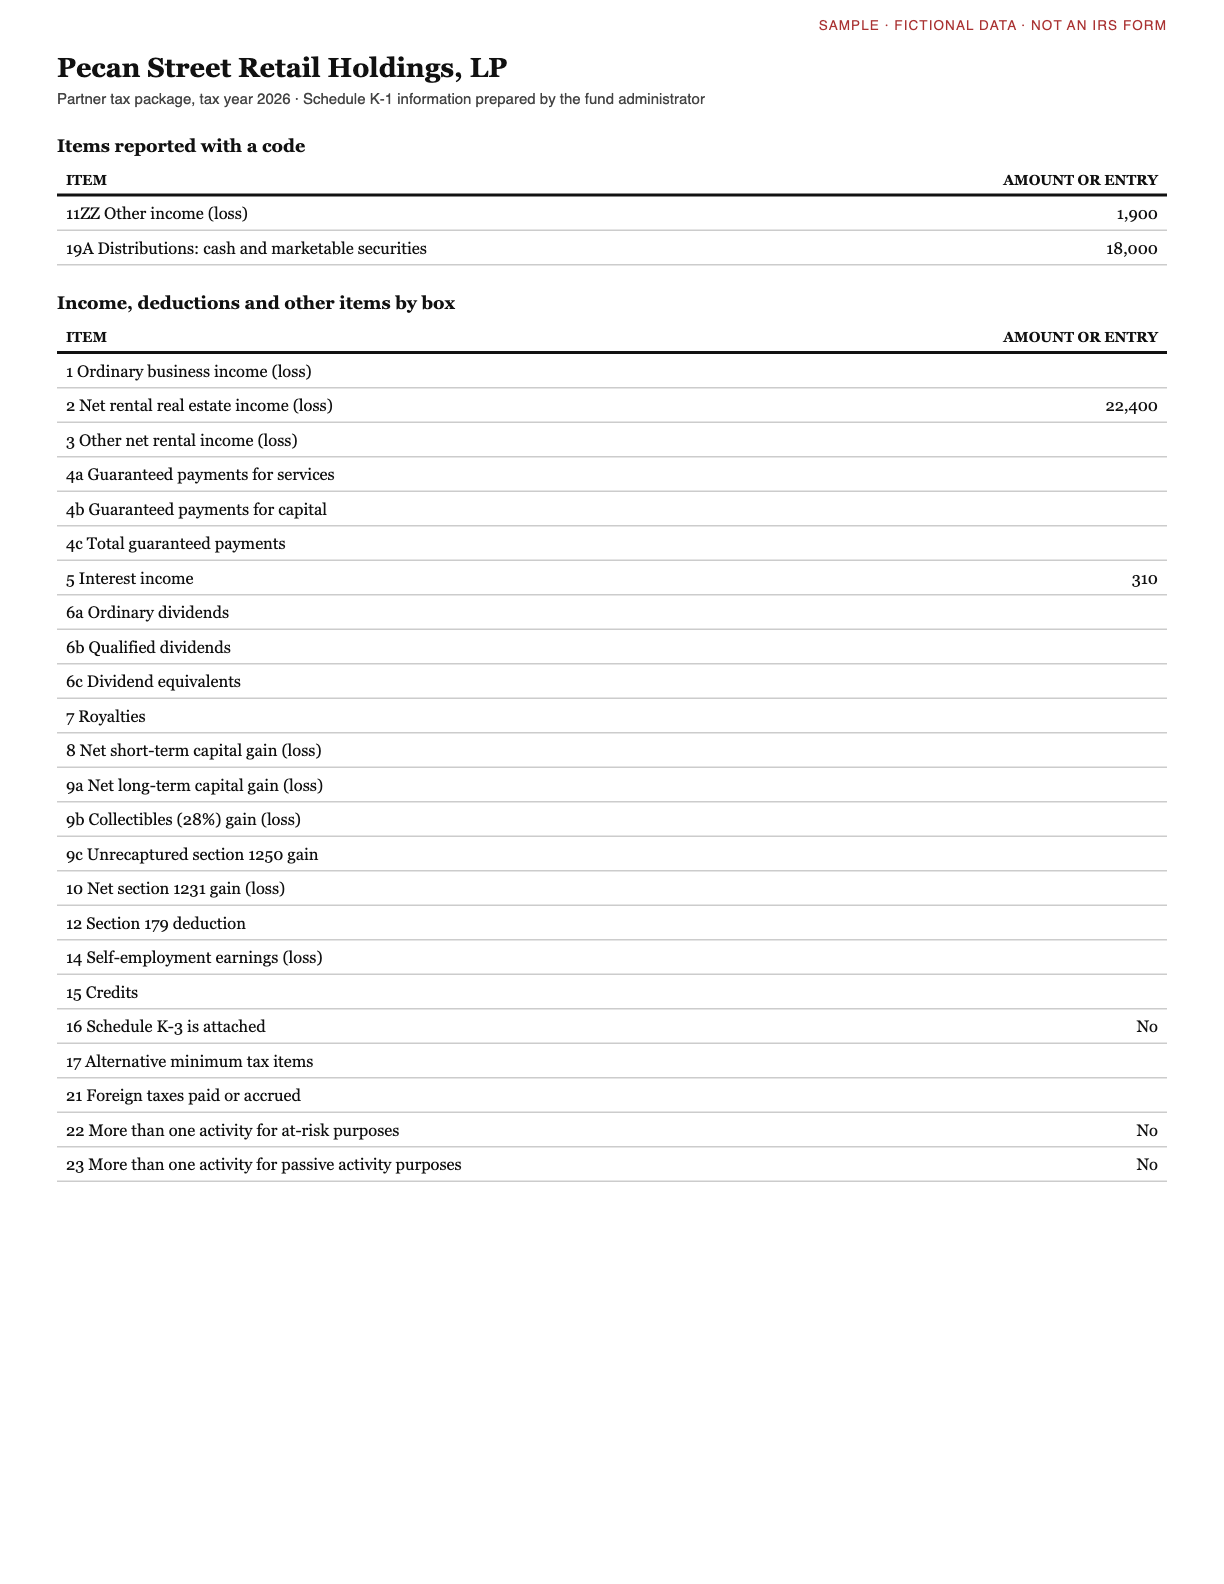 SAMPLE · FICTIONAL DATA · NOT AN IRS FORM
Pecan Street Retail Holdings, LP
Partner tax package, tax year 2026 · Schedule K-1 information prepared by the fund administrator
Items reported with a code
ITEM AMOUNT OR ENTRY
11ZZ Other income (loss) 1,900
19A Distributions: cash and marketable securities 18,000
Income, deductions and other items by box
ITEM AMOUNT OR ENTRY
1 Ordinary business income (loss)
2 Net rental real estate income (loss) 22,400
3 Other net rental income (loss)
4a Guaranteed payments for services
4b Guaranteed payments for capital
4c Total guaranteed payments
5 Interest income 310
6a Ordinary dividends
6b Qualified dividends
6c Dividend equivalents
7 Royalties
8 Net short-term capital gain (loss)
9a Net long-term capital gain (loss)
9b Collectibles (28%) gain (loss)
9c Unrecaptured section 1250 gain
10 Net section 1231 gain (loss)
12 Section 179 deduction
14 Self-employment earnings (loss)
15 Credits
16 Schedule K-3 is attached No
17 Alternative minimum tax items
21 Foreign taxes paid or accrued
22 More than one activity for at-risk purposes No
23 More than one activity for passive activity purposes No